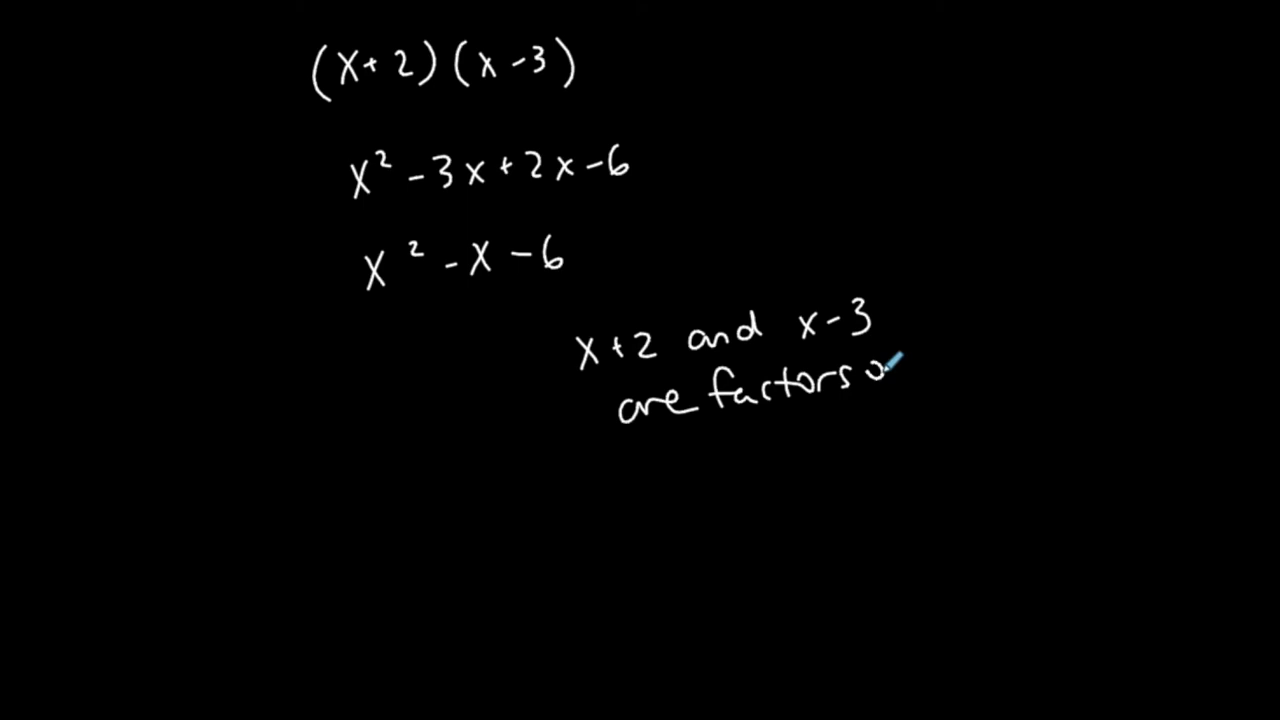 (x+2)(x-3)
x² -3x+2x-6
x² -x-6
x+2 and x-3
are factors o